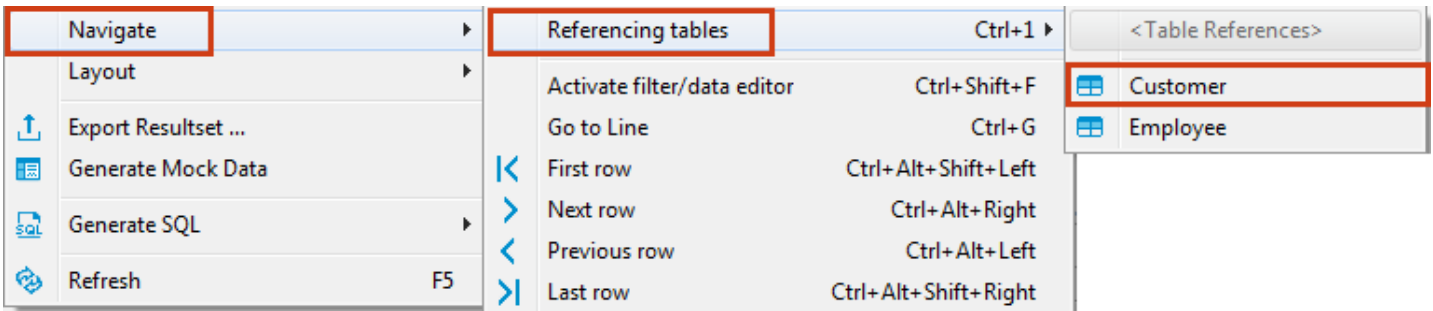 Navigate
Layout
Export Resultset ...
Generate Mock Data
SQL
Generate SQL
Refresh F5
Referencing tables Ctrl+1
Activate filter/data editor Ctrl+Shift+F
Go to Line Ctrl+G
First row Ctrl+Alt+Shift+Left
Next row Ctrl+Alt+Right
Previous row Ctrl+Alt+Left
Last row Ctrl+Alt+Shift+Right
<Table References>
Customer
Employee